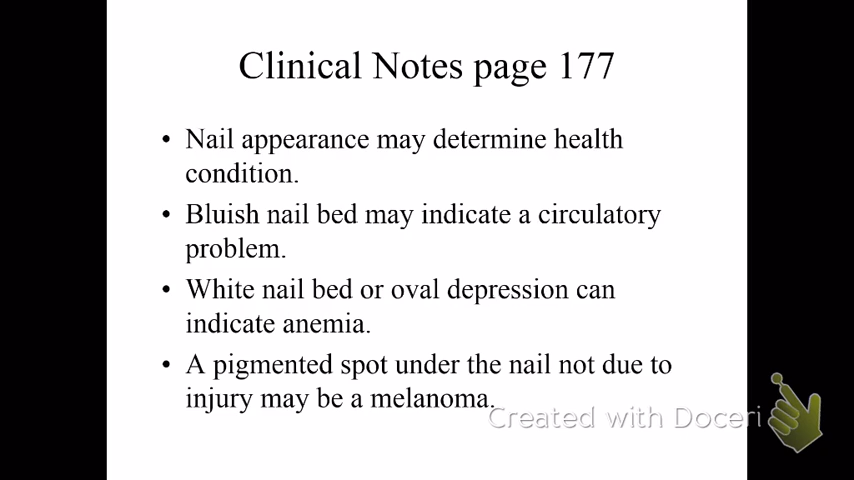 Clinical Notes page 177
• Nail appearance may determine health
condition.
• Bluish nail bed may indicate a circulatory
problem.
• White nail bed or oval depression can
indicate anemia.
• A pigmented spot under the nail not due to
injury may be a melanoma.
Created with Doceri